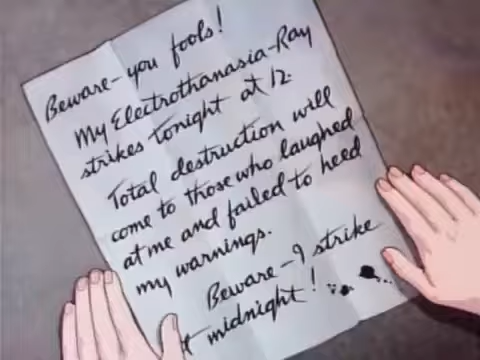 Beware-you fools!
My Electrothanasia-Ray
strikes tonight at 12.
Total destruction will
come to those who laughed
at me and failed to heed
my warnings.
Beware-I strike
at midnight!